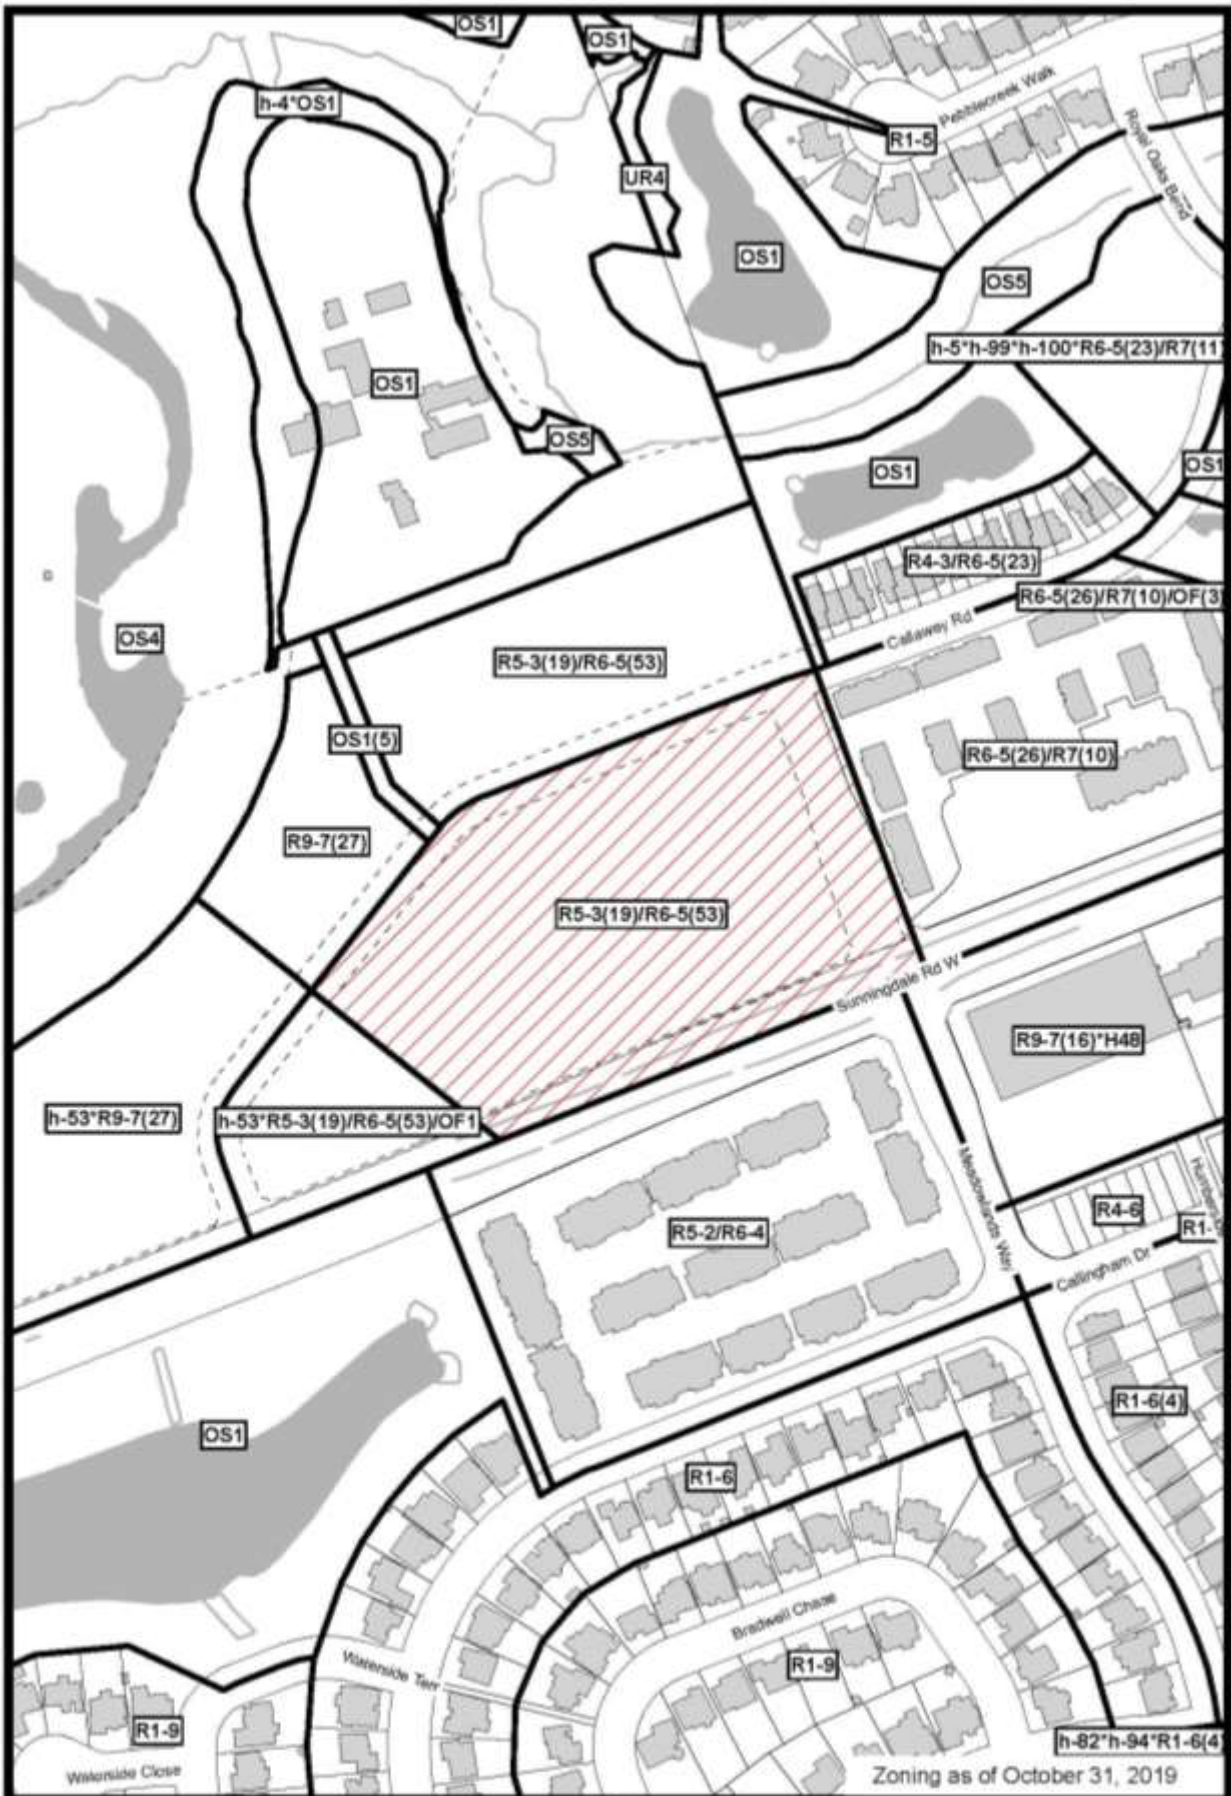 OS1
OS1
h-4*OS1
Pebblecreek Walk
R1-5
Royal Oaks Bend
UR4
OS1
OS5
h-5*h-99*h-100*R6-5(23)/R7(11)
OS1
OS5
OS1
OS1
R4-3/R6-5(23)
R6-5(26)/R7(10)/OF(3)
OS4
Callaway Rd
R5-3(19)/R6-5(53)
OS1(5)
R6-5(26)/R7(10)
R9-7(27)
R5-3(19)/R6-5(53)
Sunningdale Rd W
R9-7(16)*H48
h-53*R9-7(27)
h-53*R5-3(19)/R6-5(53)/OF1
Meadowlands Way
R4-6
R1-
R5-2/R6-4
Callingham Dr
R1-6(4)
OS1
R1-6
Bradwell Chase
Waterside Terr
R1-9
R1-9
h-82*h-94*R1-6(4)
Waterside Close
Zoning as of October 31, 2019